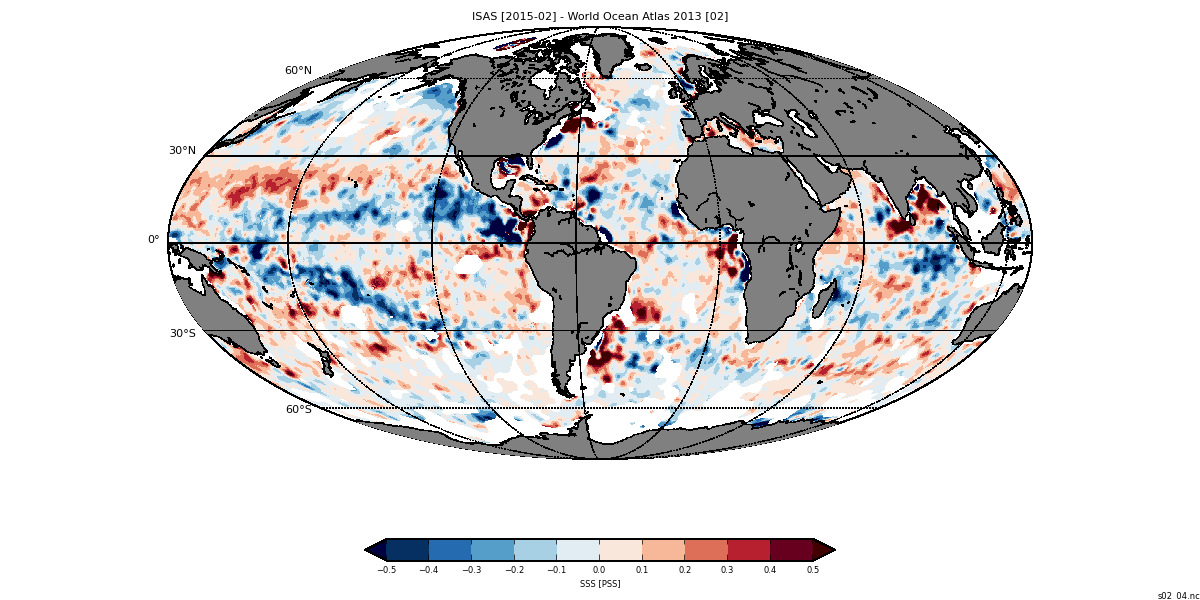 ISAS [2015-02] - World Ocean Atlas 2013 [02]
60°N
30°N
0°
30°S
60°S
−0.5 −0.4 −0.3 −0.2 −0.1 0.0 0.1 0.2 0.3 0.4 0.5
SSS [PSS]
s02_04.nc